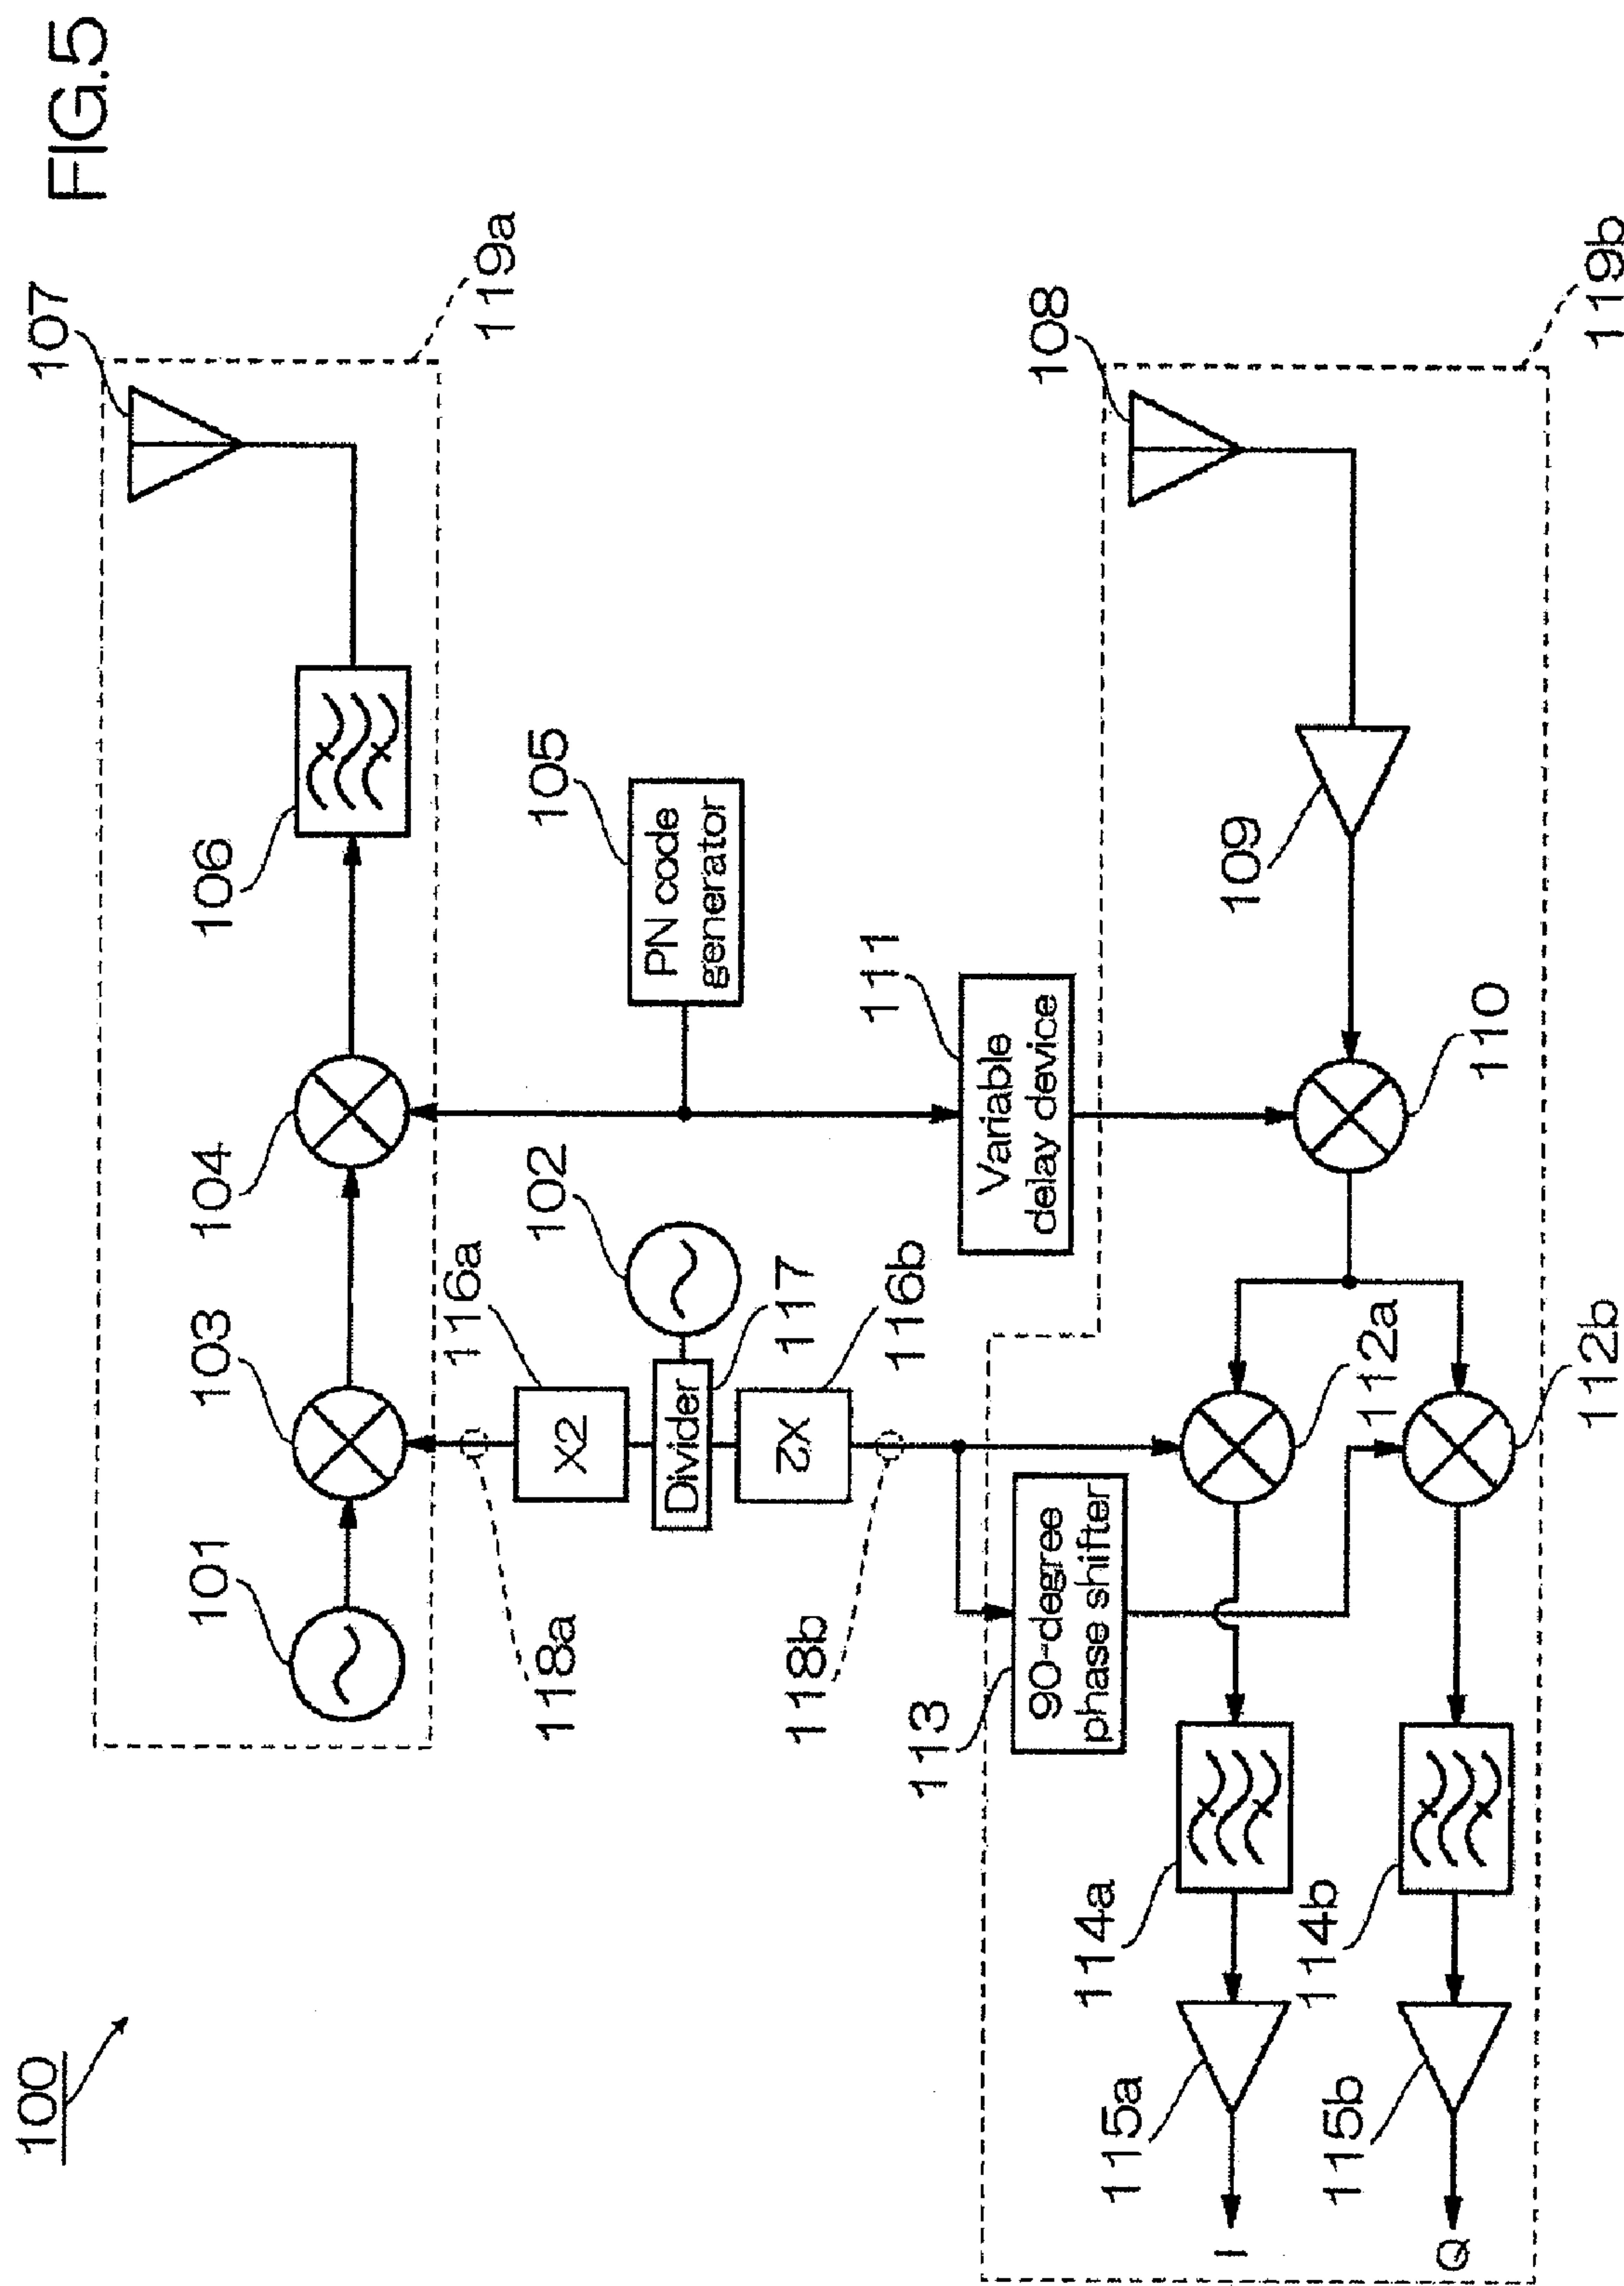 FIG.5
100
101
103
104
106
107
119a
118a
116a
X2
102
Divider
117
105
PN code
generator
X2
116b
118b
111
Variable
delay device
108
113
90-degree
phase shifter
109
110
112a
112b
114a
114b
115a
115b
I
Q
119b